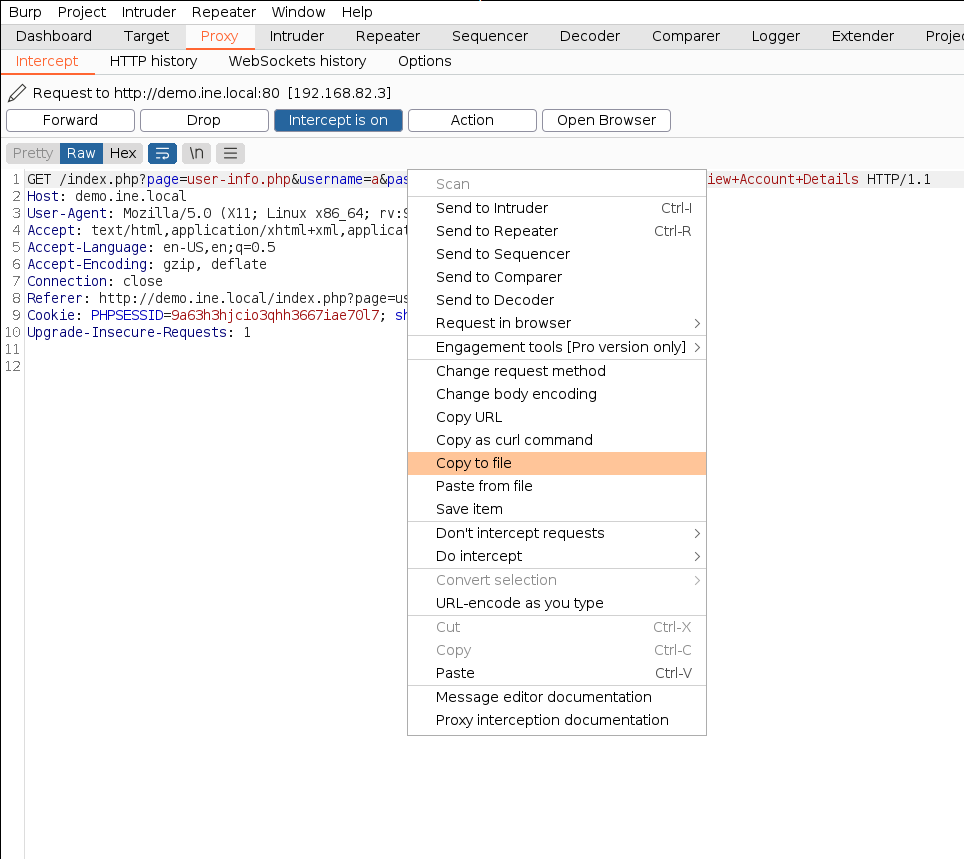 Burp Project Intruder Repeater Window Help
Dashboard Target Proxy Intruder Repeater Sequencer Decoder Comparer Logger Extender
Intercept HTTP history WebSockets history Options
Request to http://demo.ine.local:80 [192.168.82.3]
Forward Drop Intercept is on Action Open Browser
Pretty Raw Hex \n
1 GET /index.php?page=user-info.php&username=a&pas iew+Account+Details HTTP/1.1
2 Host: demo.ine.local
3 User-Agent: Mozilla/5.0 (X11; Linux x86_64; rv:9
4 Accept: text/html,application/xhtml+xml,applicat
5 Accept-Language: en-US,en;q=0.5
6 Accept-Encoding: gzip, deflate
7 Connection: close
8 Referer: http://demo.ine.local/index.php?page=us
9 Cookie: PHPSESSID=9a63h3hjcio3qhh3667iae70l7; sh
10 Upgrade-Insecure-Requests: 1
11
12
Scan
Send to Intruder Ctrl-I
Send to Repeater Ctrl-R
Send to Sequencer
Send to Comparer
Send to Decoder
Request in browser
Engagement tools [Pro version only]
Change request method
Change body encoding
Copy URL
Copy as curl command
Copy to file
Paste from file
Save item
Don't intercept requests
Do intercept
Convert selection
URL-encode as you type
Cut Ctrl-X
Copy Ctrl-C
Paste Ctrl-V
Message editor documentation
Proxy interception documentation